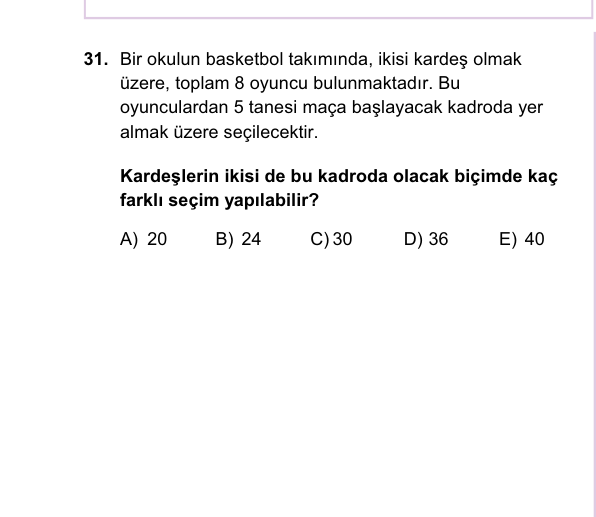 31. Bir okulun basketbol takımında, ikisi kardeş olmak
üzere, toplam 8 oyuncu bulunmaktadır. Bu
oyunculardan 5 tanesi maça başlayacak kadroda yer
almak üzere seçilecektir.
Kardeşlerin ikisi de bu kadroda olacak biçimde kaç
farklı seçim yapılabilir?
A) 20 B) 24 C) 30 D) 36 E) 40